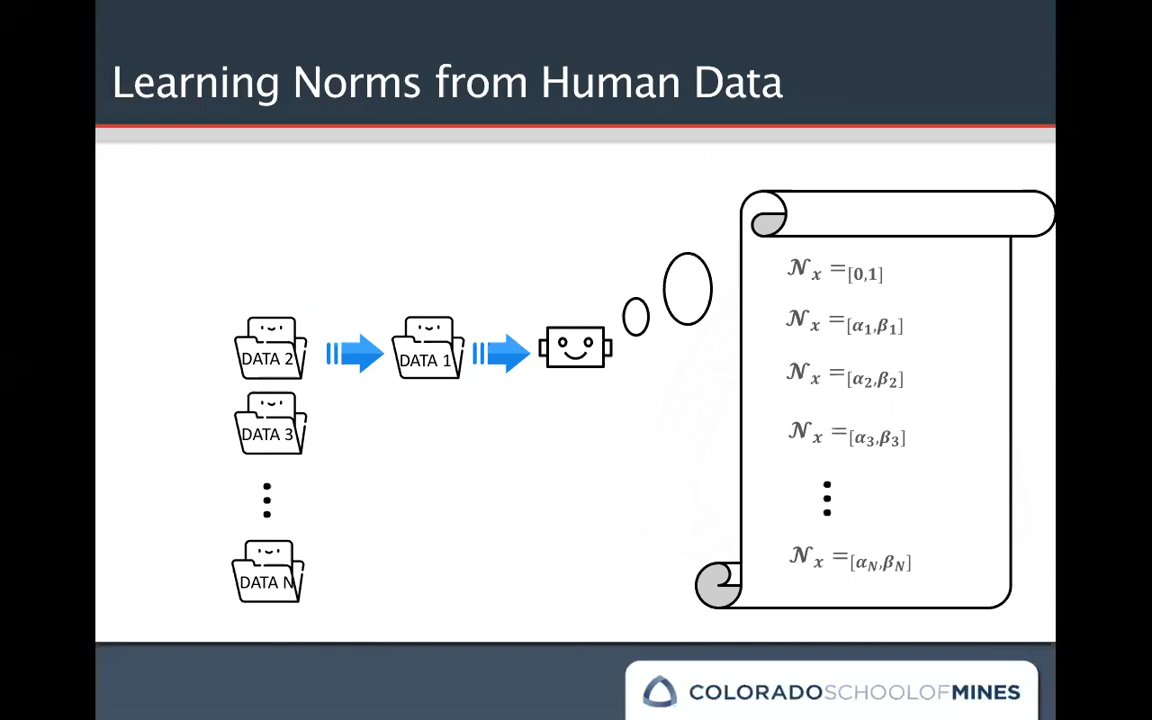 Learning Norms from Human Data
DATA 2
DATA 1
DATA 3
DATA N
𝓝ₓ =[0,1]
𝓝ₓ =[α₁,β₁]
𝓝ₓ =[α₂,β₂]
𝓝ₓ =[α₃,β₃]
𝓝ₓ =[α_N,β_N]
COLORADOSCHOOLOFMINES